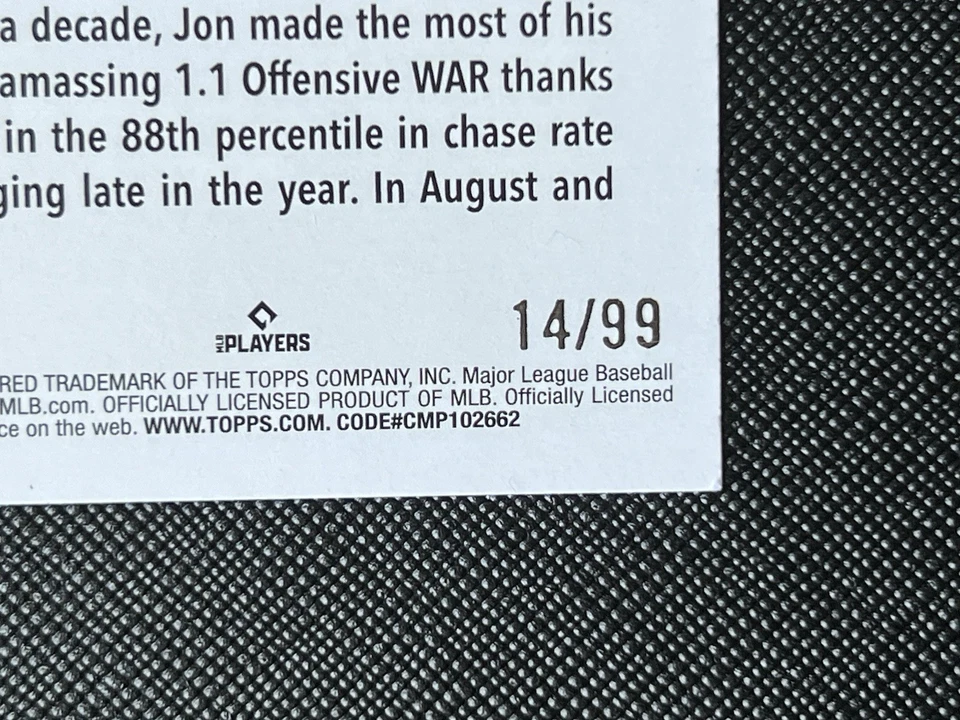 a decade, Jon made the most of his
amassing 1.1 Offensive WAR thanks
in the 88th percentile in chase rate
ging late in the year. In August and
MLB PLAYERS
14/99
RED TRADEMARK OF THE TOPPS COMPANY, INC. Major League Baseball
MLB.com. OFFICIALLY LICENSED PRODUCT OF MLB. Officially Licensed
ce on the web. WWW.TOPPS.COM. CODE#CMP102662